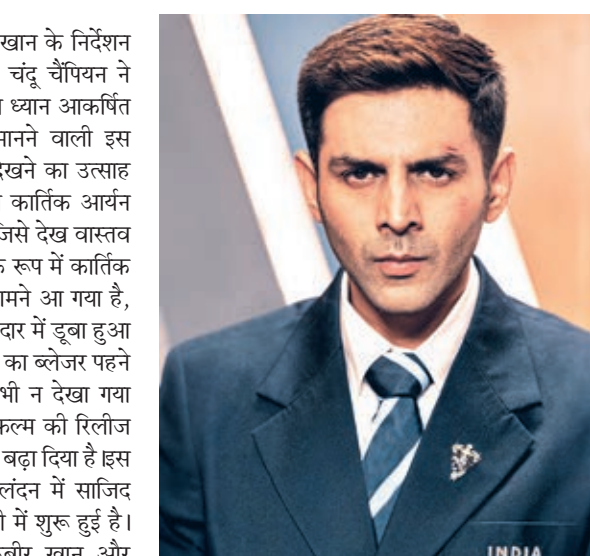 खान के निर्देशन
चंदू चैंपियन ने
ध्यान आकर्षित
मानने वाली इस
देखने का उत्साह
कार्तिक आर्यन
जिसे देख वास्तव
रूप में कार्तिक
सामने आ गया है,
में डूबा हुआ
का ब्लेजर पहने
भी न देखा गया
की रिलीज
बढ़ा दिया है।इस
लंदन में साजिद
में शुरू हुई है।
खान और
INDIA